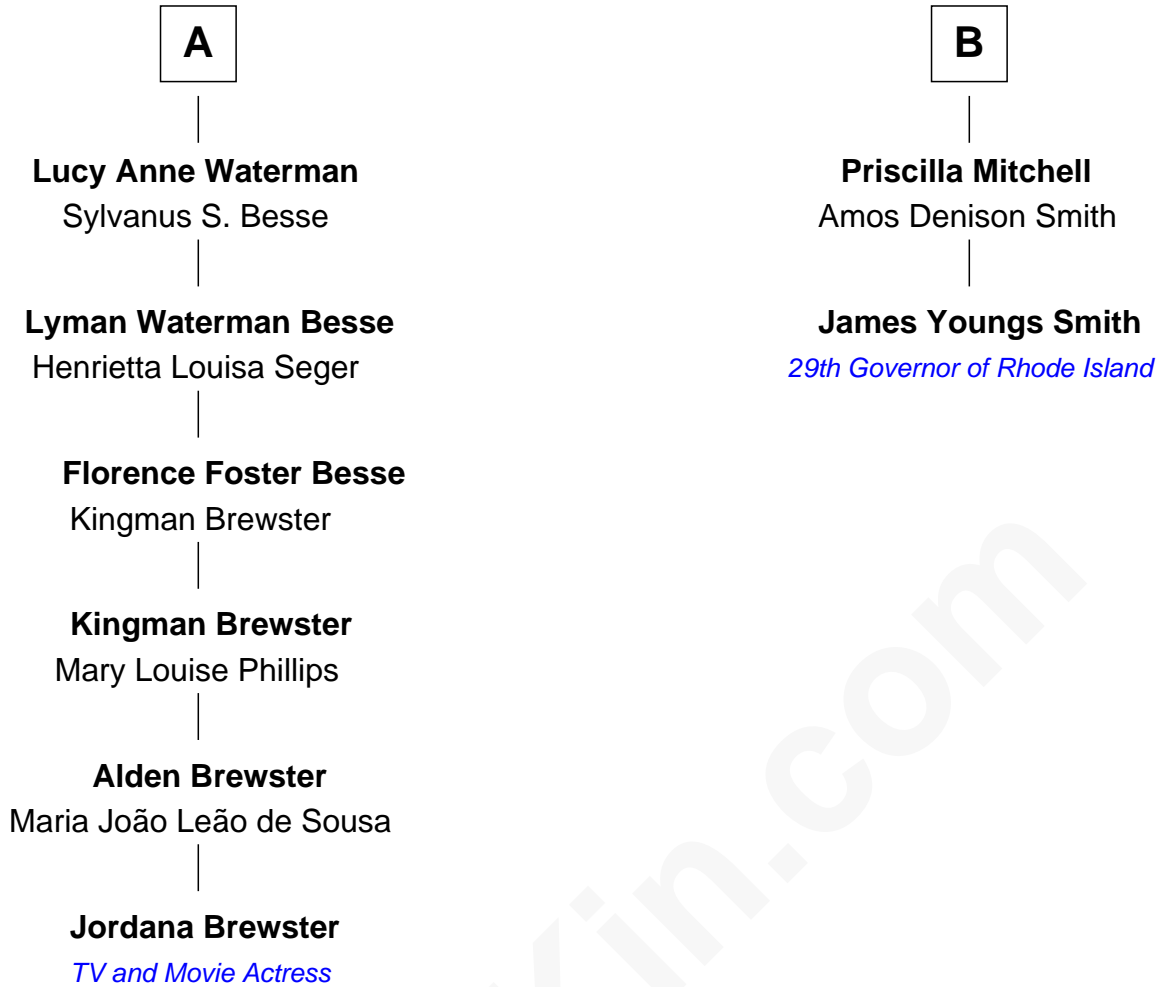 A
Lucy Anne Waterman
Sylvanus S. Besse
Lyman Waterman Besse
Henrietta Louisa Seger
Florence Foster Besse
Kingman Brewster
Kingman Brewster
Mary Louise Phillips
Alden Brewster
Maria João Leão de Sousa
Jordana Brewster
TV and Movie Actress
B
Priscilla Mitchell
Amos Denison Smith
James Youngs Smith
29th Governor of Rhode Island
Kin.com